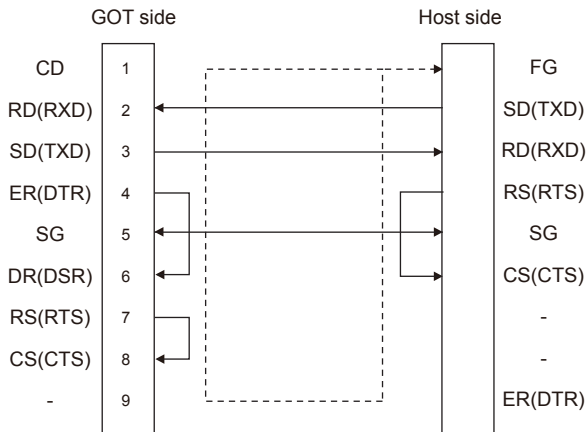 GOT side Host side
CD 1 FG
RD(RXD) 2 SD(TXD)
SD(TXD) 3 RD(RXD)
ER(DTR) 4 RS(RTS)
SG 5 SG
DR(DSR) 6 CS(CTS)
RS(RTS) 7 -
CS(CTS) 8 -
- 9 ER(DTR)